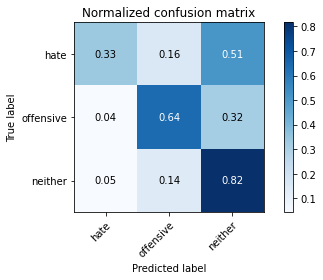 Normalized confusion matrix
True label
hate 0.33 0.16 0.51
offensive 0.04 0.64 0.32
neither 0.05 0.14 0.82
hate offensive neither
Predicted label
0.8
0.7
0.6
0.5
0.4
0.3
0.2
0.1